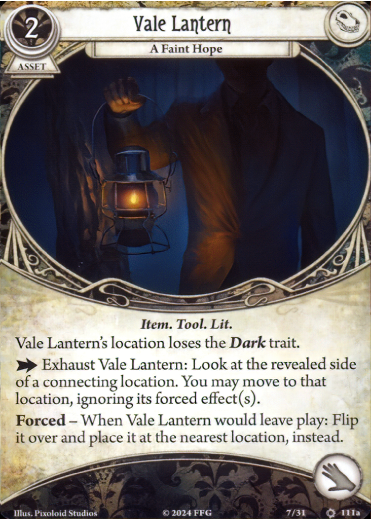 2
Vale Lantern
A Faint Hope
ASSET
Item. Tool. Lit.
Vale Lantern's location loses the Dark trait.
Exhaust Vale Lantern: Look at the revealed side
of a connecting location. You may move to that
location, ignoring its forced effect(s).
Forced – When Vale Lantern would leave play: Flip
it over and place it at the nearest location, instead.
Illus. Pixoloid Studios © 2024 FFG 7/31 111a